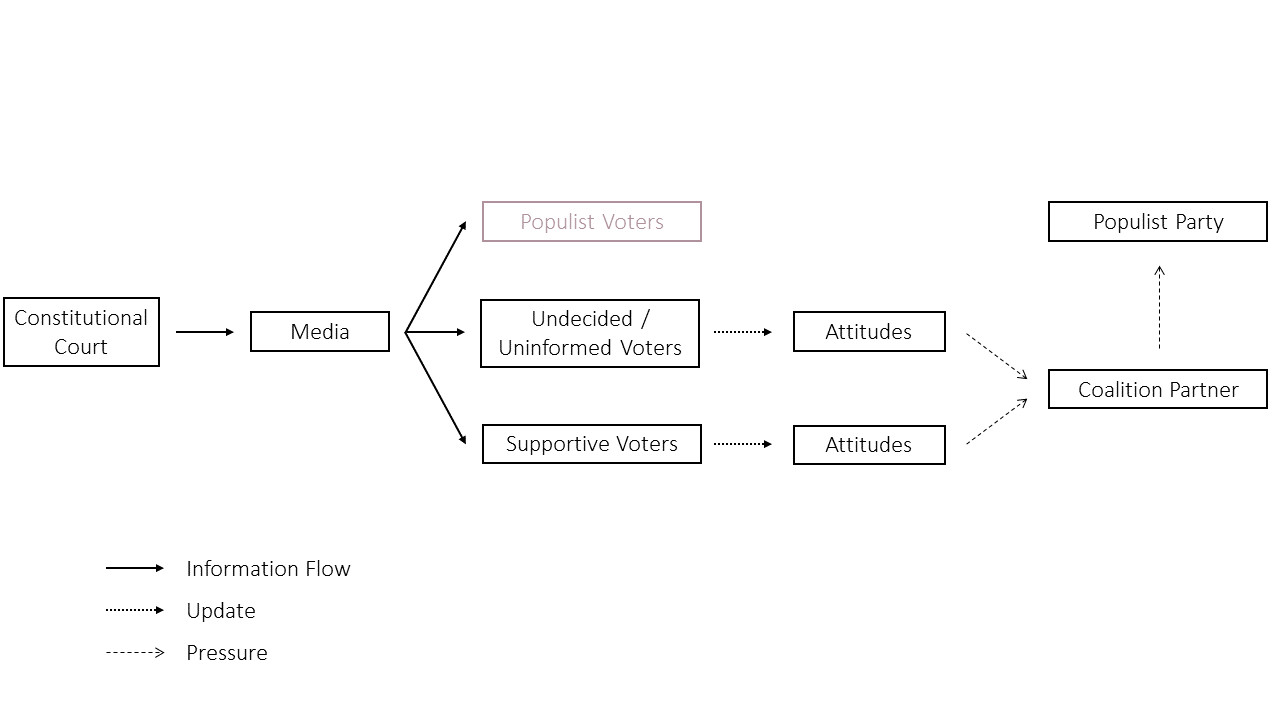 Populist Voters
Populist Party
Constitutional
Court
Media
Undecided /
Uninformed Voters
Attitudes
Coalition Partner
Supportive Voters
Attitudes
Information Flow
Update
Pressure